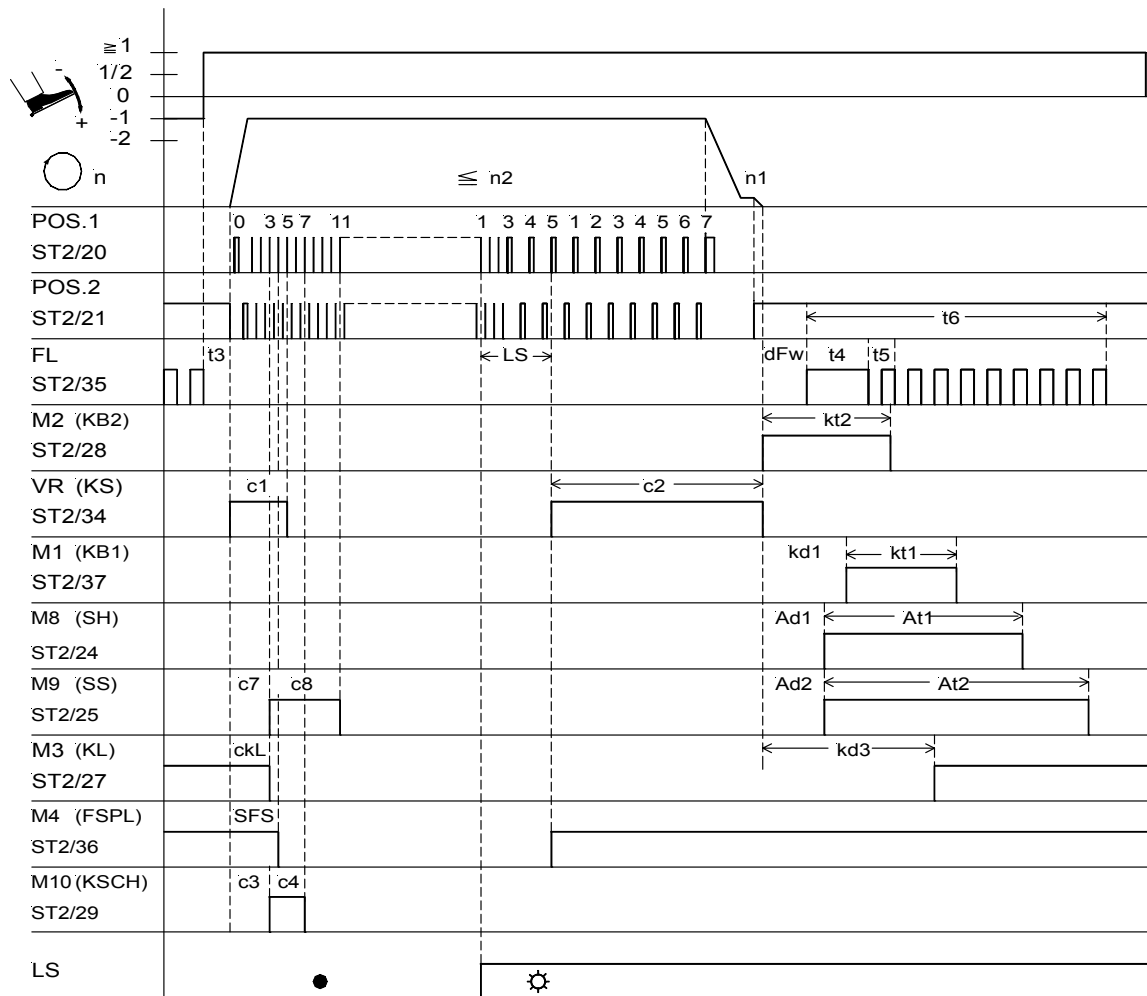 ≧ 1
1/2
0
-1
-2
-
+
n
≦ n2
n1
POS.1
0 3 5 7 11 1 3 4 5 1 2 3 4 5 6 7
ST2/20
POS.2
ST2/21
t6
FL
t3
LS
dFw t4 t5
ST2/35
M2 (KB2)
kt2
ST2/28
VR (KS)
c1
c2
ST2/34
M1 (KB1)
kd1 kt1
ST2/37
M8 (SH)
Ad1 At1
ST2/24
M9 (SS)
c7 c8
Ad2 At2
ST2/25
M3 (KL)
ckL
kd3
ST2/27
M4 (FSPL)
SFS
ST2/36
M10 (KSCH)
c3 c4
ST2/29
LS